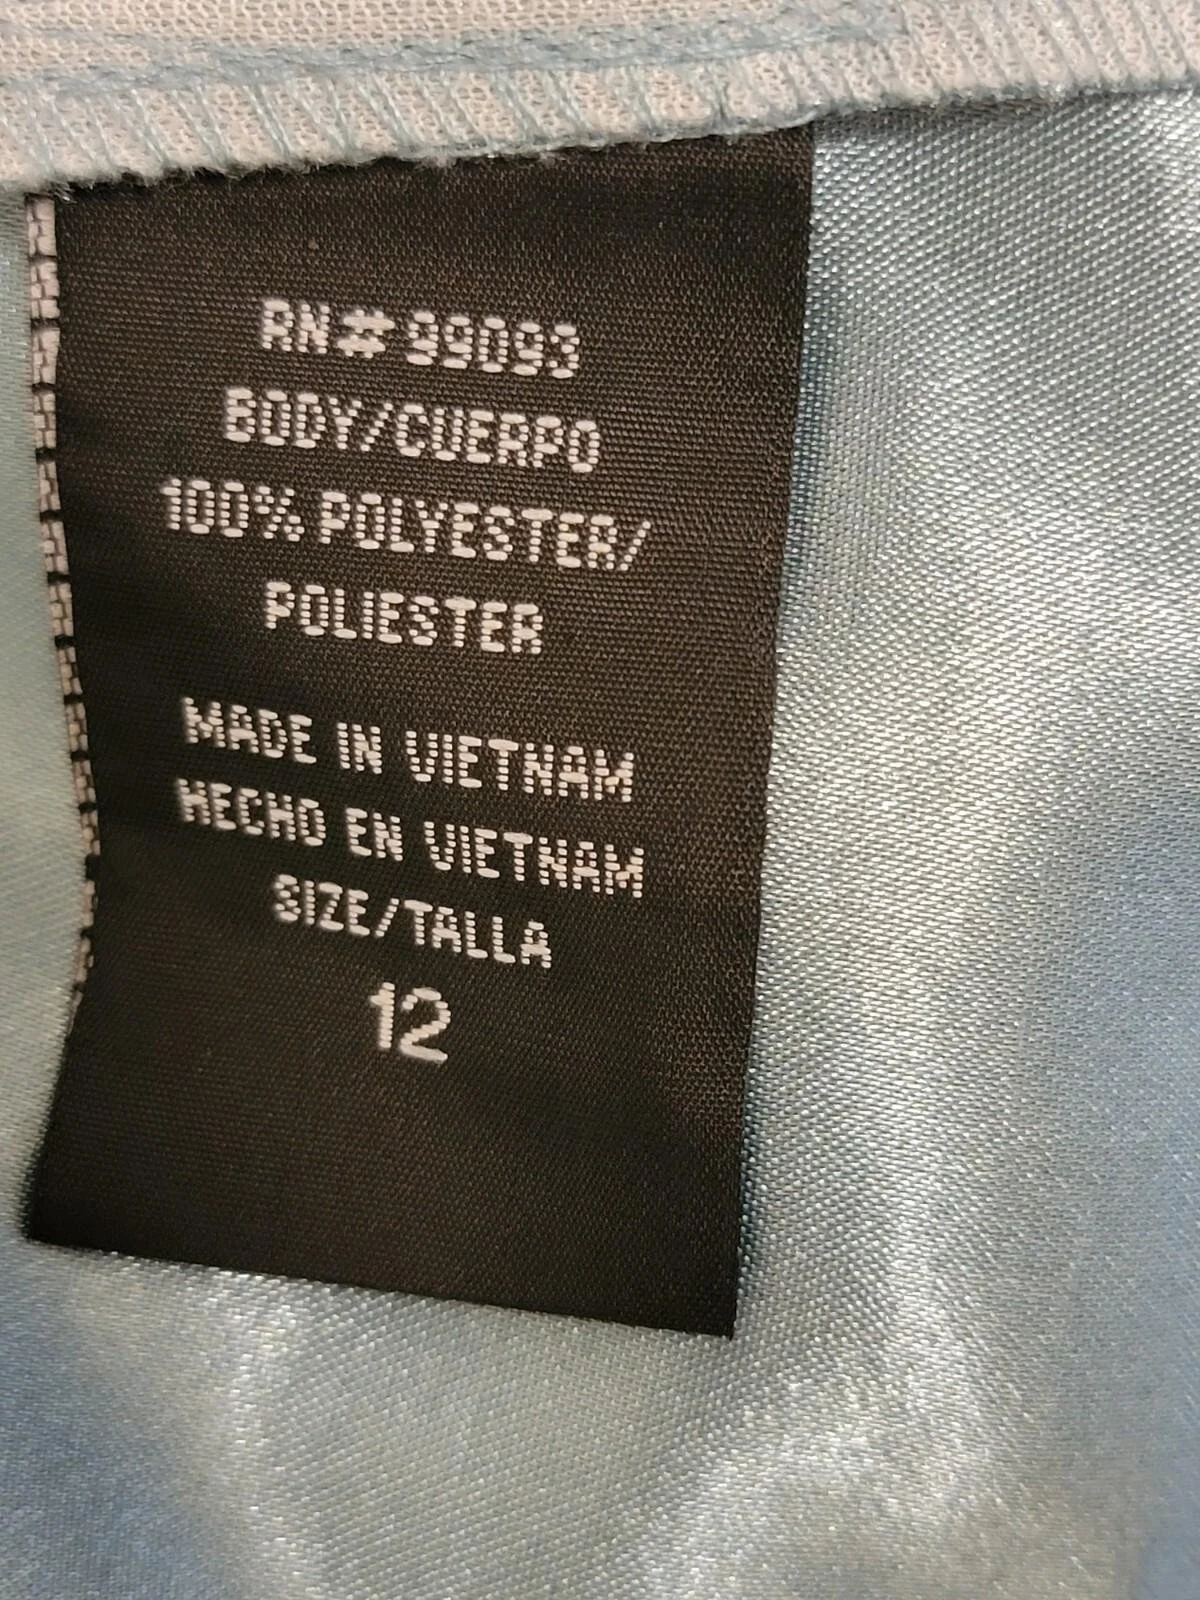 RN# 99093
BODY/CUERPO
100% POLYESTER/
POLIESTER
MADE IN VIETNAM
HECHO EN VIETNAM
SIZE/TALLA
12